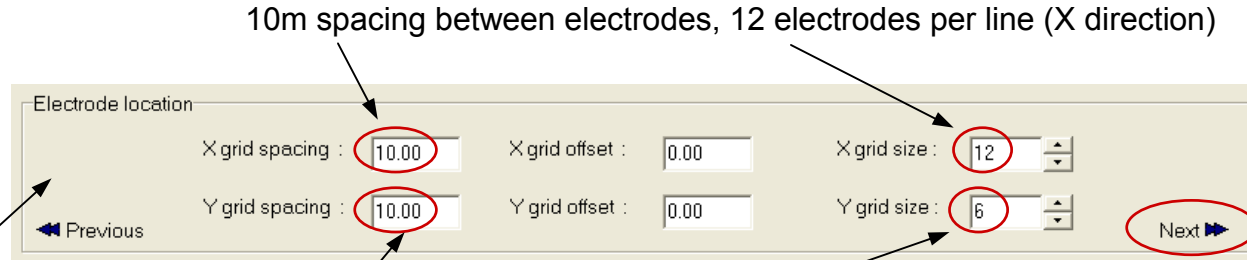 10m spacing between electrodes, 12 electrodes per line (X direction)
Electrode location
X grid spacing : 10.00 X grid offset : 0.00 X grid size : 12
Y grid spacing : 10.00 Y grid offset : 0.00 Y grid size : 6
Previous Next